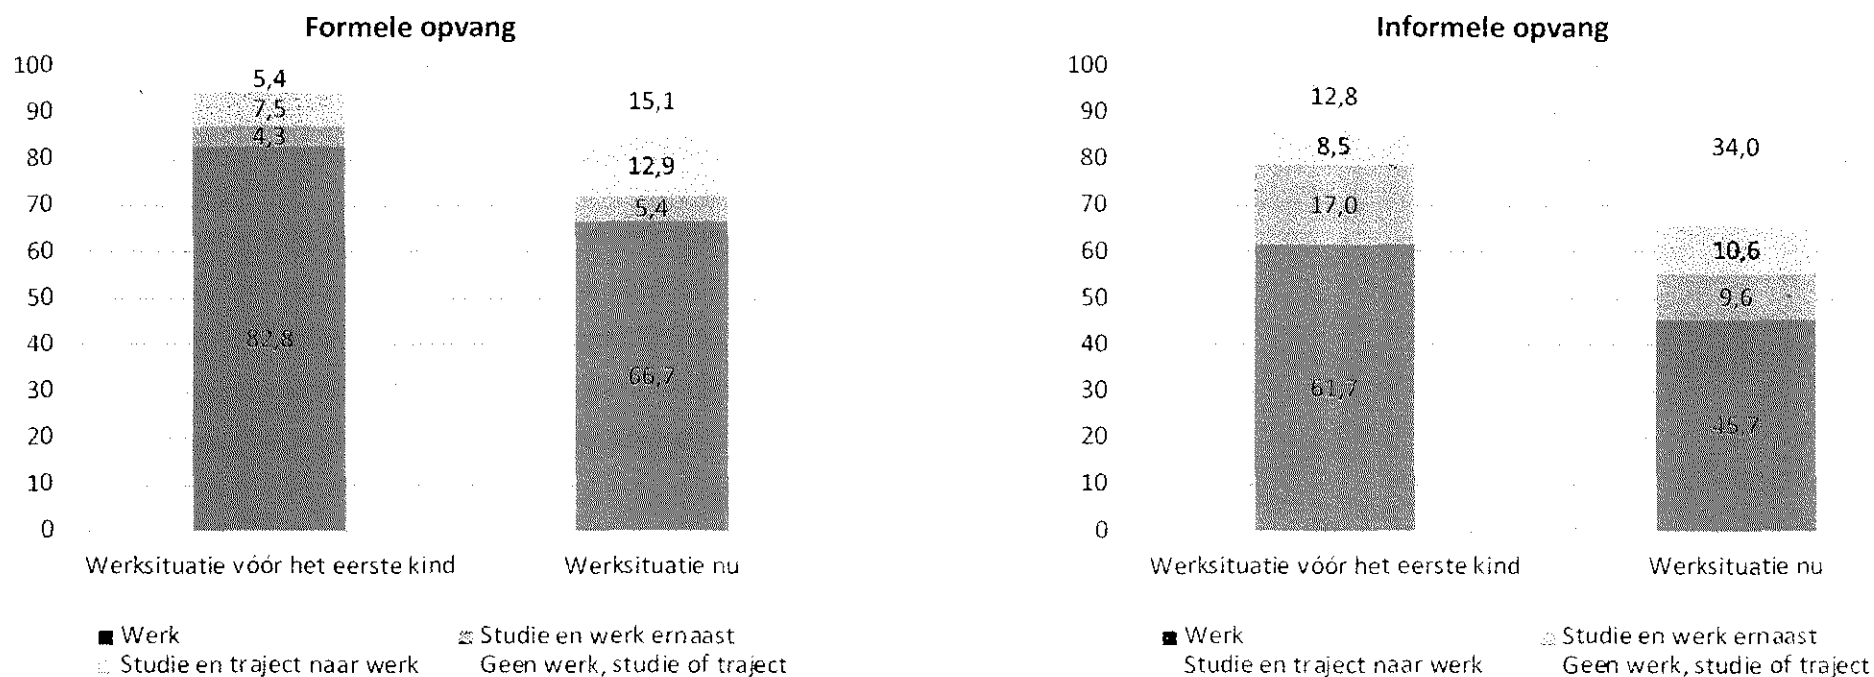 Formele opvang
100
90
80
70
60
50
40
30
20
10
0
5,4
7,5
4,3
82,8
15,1
12,9
5,4
66,7
Werksituatie vóór het eerste kind
Werksituatie nu
Werk
Studie en werk ernaast
Studie en traject naar werk
Geen werk, studie of traject
Informele opvang
100
90
80
70
60
50
40
30
20
10
0
12,8
8,5
17,0
61,7
34,0
10,6
9,6
45,7
Werksituatie vóór het eerste kind
Werksituatie nu
Werk
Studie en werk ernaast
Studie en traject naar werk
Geen werk, studie of traject